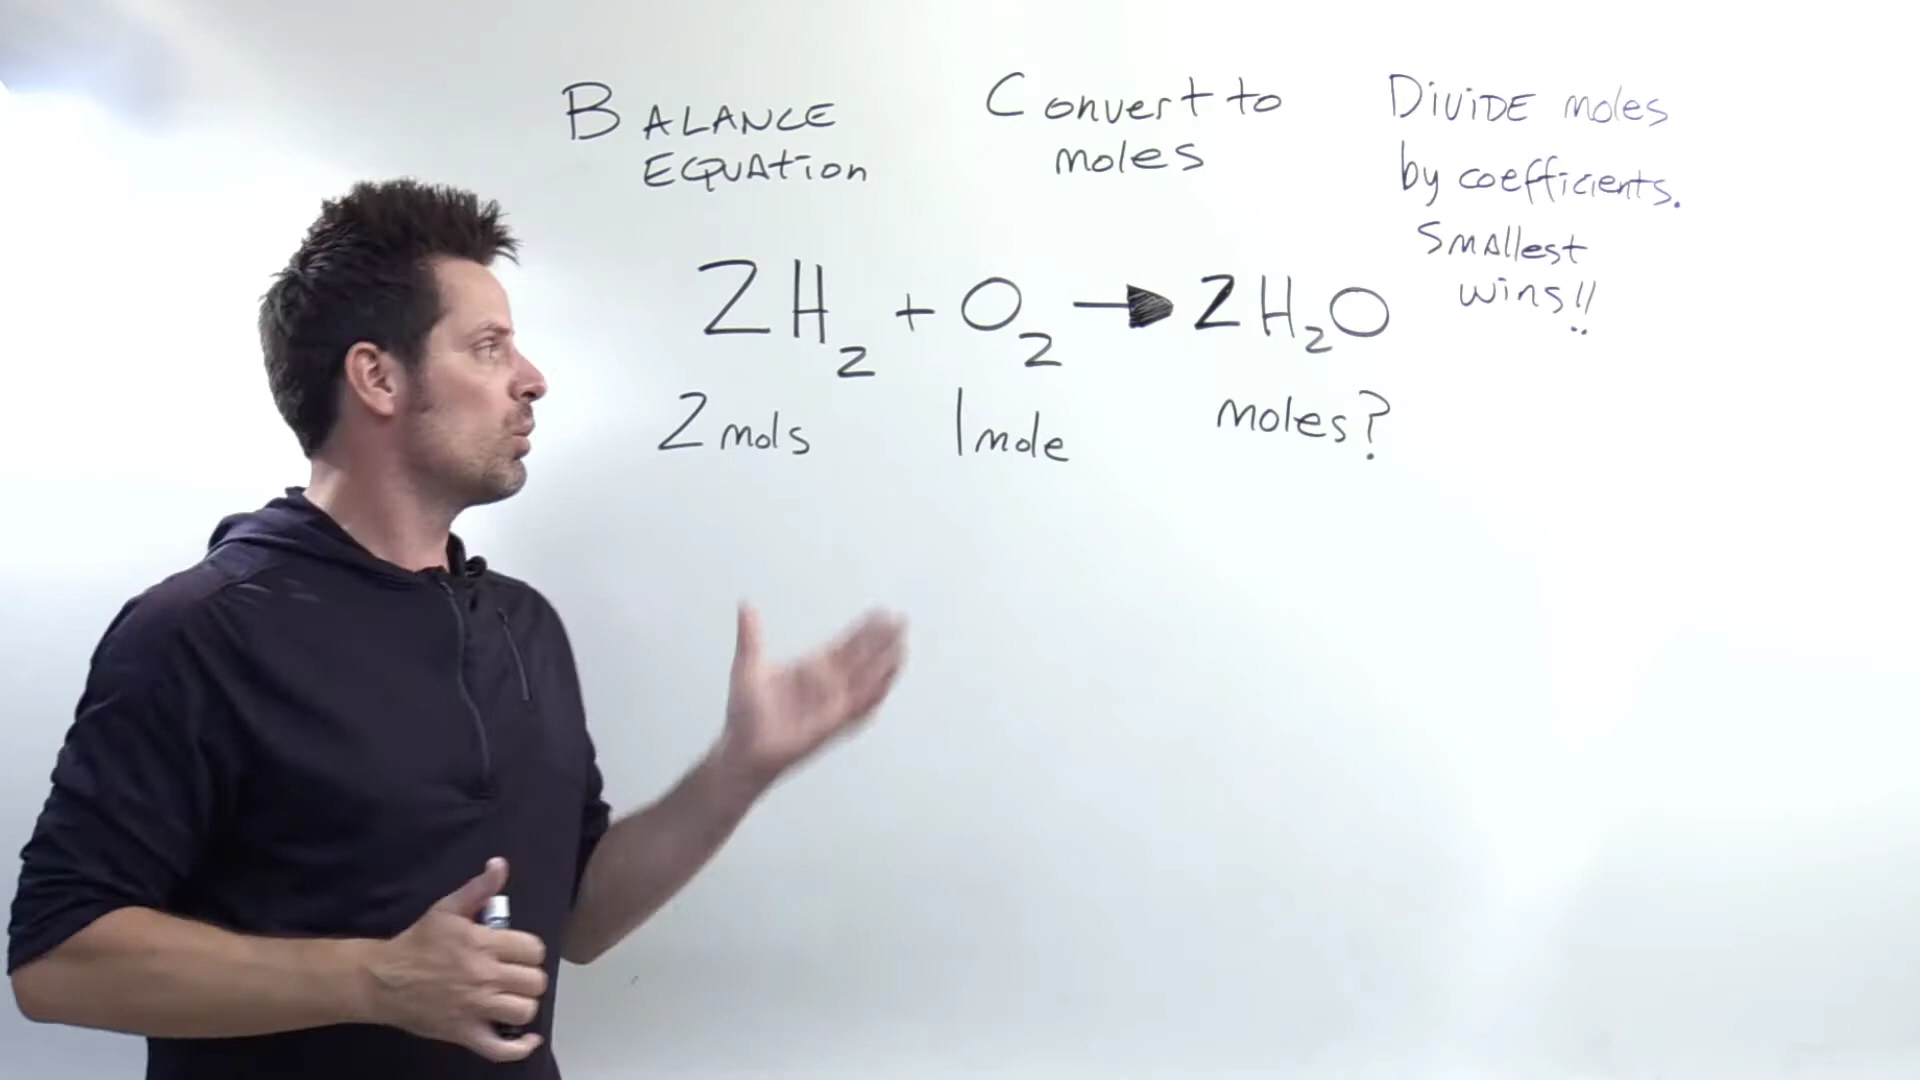 BALANCE
EQUAtion
Convert to
moles
DiViDE moles
by coefficients.
Smallest
wins!!
2H₂ + O₂ → 2H₂O
2 mols
1 mole
moles?